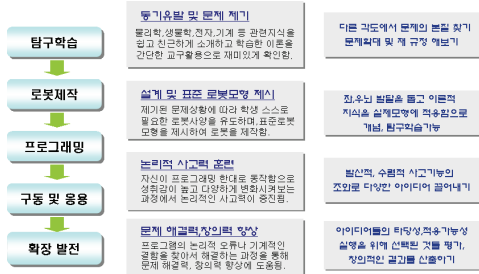 탐구학습
로봇제작
프로그래밍
구동 및 응용
확장 발전
동기유발 및 문제 제기
물리학,생물학,전자,기계 등 관련지식을
쉽고 친근하게 소개하고 학습한 이론을
간단한 교구활용으로 재미있게 확인함.
설계 및 표준 로봇모형 제시
제기된 문제상황에 따라 학생 스스로
필요한 로봇사양을 유도하며,표준로봇
모형을 제시하여 로봇을 제작함.
논리적 사고력 훈련
자신이 프로그래밍 한대로 동작함으로
성취감이 높고 다양하게 변화시켜보는
과정에서 논리적인 사고력이 증진됨.
문제 해결력,창의력 향상
프로그램의 논리적 오류나 기계적인
결함을 찾아서 해결하는 과정을 통해
문제 해결력, 창의력 향상에 도움됨.
다른 각도에서 문제의 본질 찾기
문제확대 및 재 규정 해보기
좌,우뇌 발달을 돕고 이론적
지식을 실제모형에 적용함으로
개념, 탐구학습가능
발산적, 수렴적 사고기능의
조화로 다양한 아이디어 끌어내기
아이디어들의 타당성,적용가능성
실행을 위해 선택된 것들 평가,
창의적인 결과를 산출하기